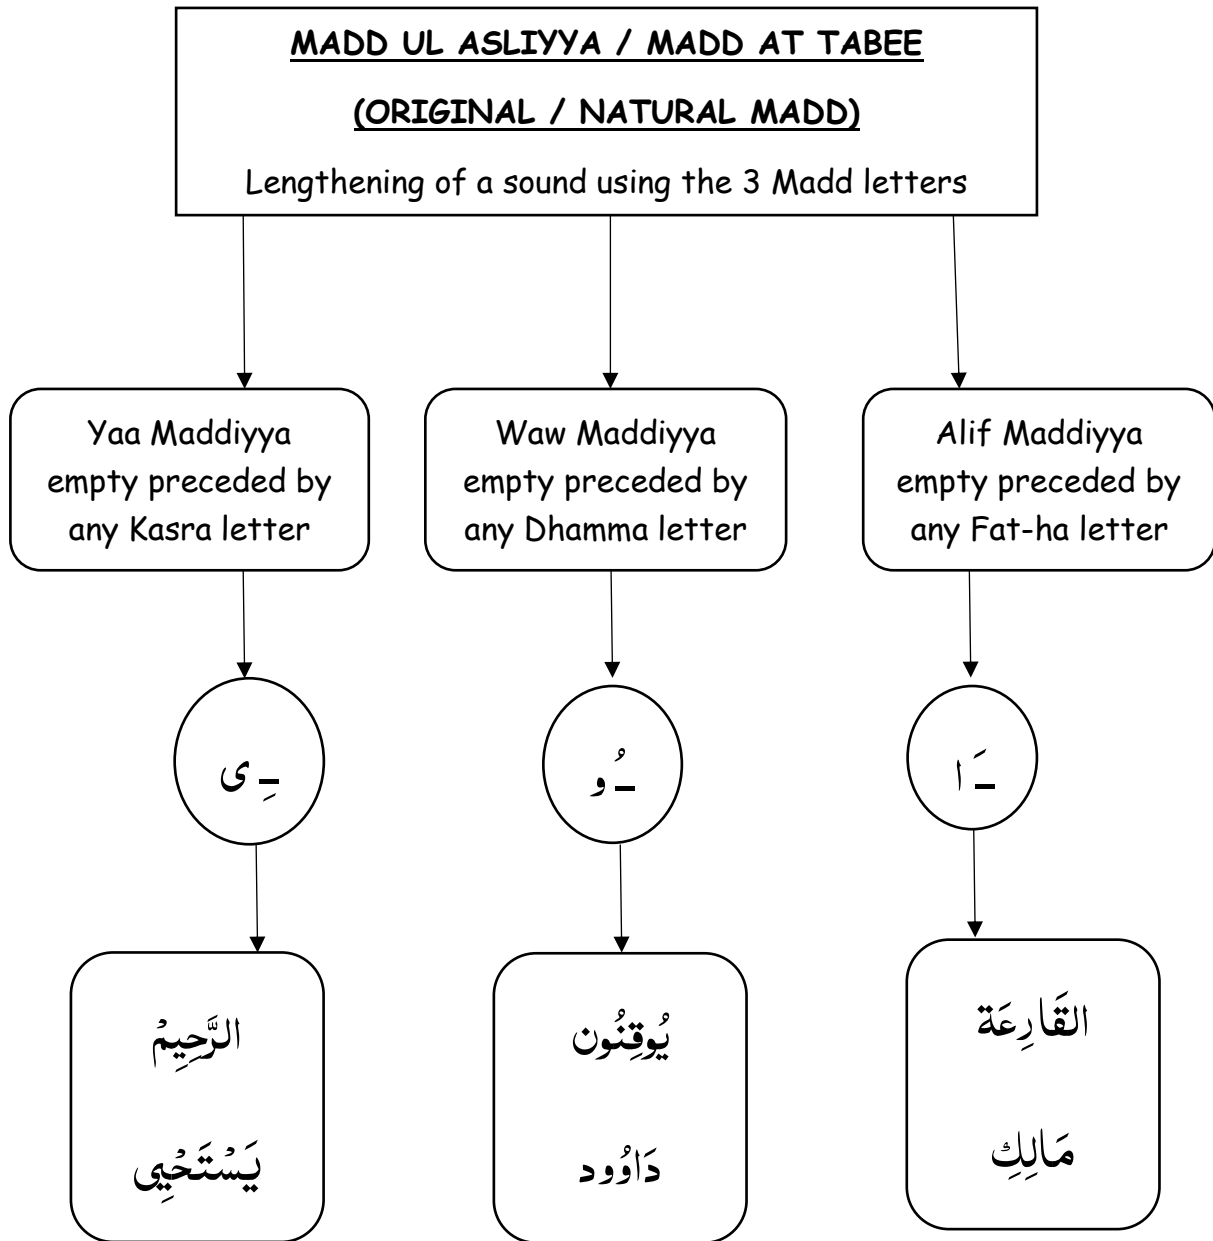 MADD UL ASLIYYA / MADD AT TABEE
(ORIGINAL / NATURAL MADD)
Lengthening of a sound using the 3 Madd letters
Yaa Maddiyya
empty preceded by
any Kasra letter
Waw Maddiyya
empty preceded by
any Dhamma letter
Alif Maddiyya
empty preceded by
any Fat-ha letter
ـِ ى
ـُ و
ـَ ا
الرَّحِيِمْ
يَسْتَحْيِى
يُوقِنُون
دَاوُود
القَارِعَة
مَالِكِ